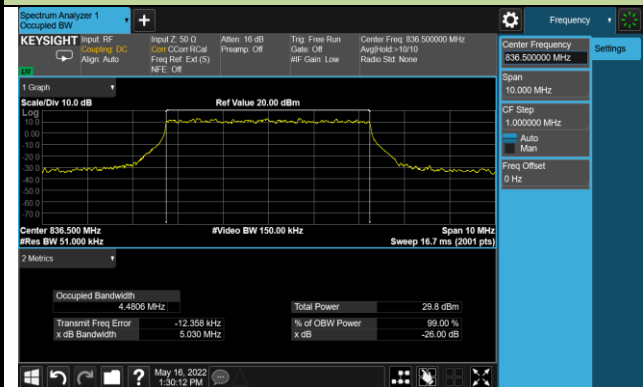 Spectrum Analyzer 1
Occupied BW
Frequency
KEYSIGHT
Input: RF
Coupling: DC
Align: Auto
Input Z: 50 Ω
Corr CCorr RCal
Freq Ref: Ext (S)
NFE: Off
Atten: 16 dB
Preamp: Off
Trig: Free Run
Gate: Off
#IF Gain: Low
Center Freq: 836.500000 MHz
Avg|Hold:>10/10
Radio Std: None
Center Frequency
836.500000 MHz
Settings
Span
10.000 MHz
CF Step
1.000000 MHz
Auto
Man
Freq Offset
0 Hz
1 Graph
Scale/Div 10.0 dB
Ref Value 20.00 dBm
Log
10.0
0.00
-10.0
-20.0
-30.0
-40.0
-50.0
-60.0
-70.0
Center 836.500 MHz
#Video BW 150.00 kHz
Span 10 MHz
#Res BW 51.000 kHz
Sweep 16.7 ms (2001 pts)
2 Metrics
Occupied Bandwidth
4.4806 MHz
Total Power
29.8 dBm
Transmit Freq Error
-12.358 kHz
% of OBW Power
99.00 %
x dB Bandwidth
5.030 MHz
x dB
-26.00 dB
May 16, 2022
1:30:12 PM